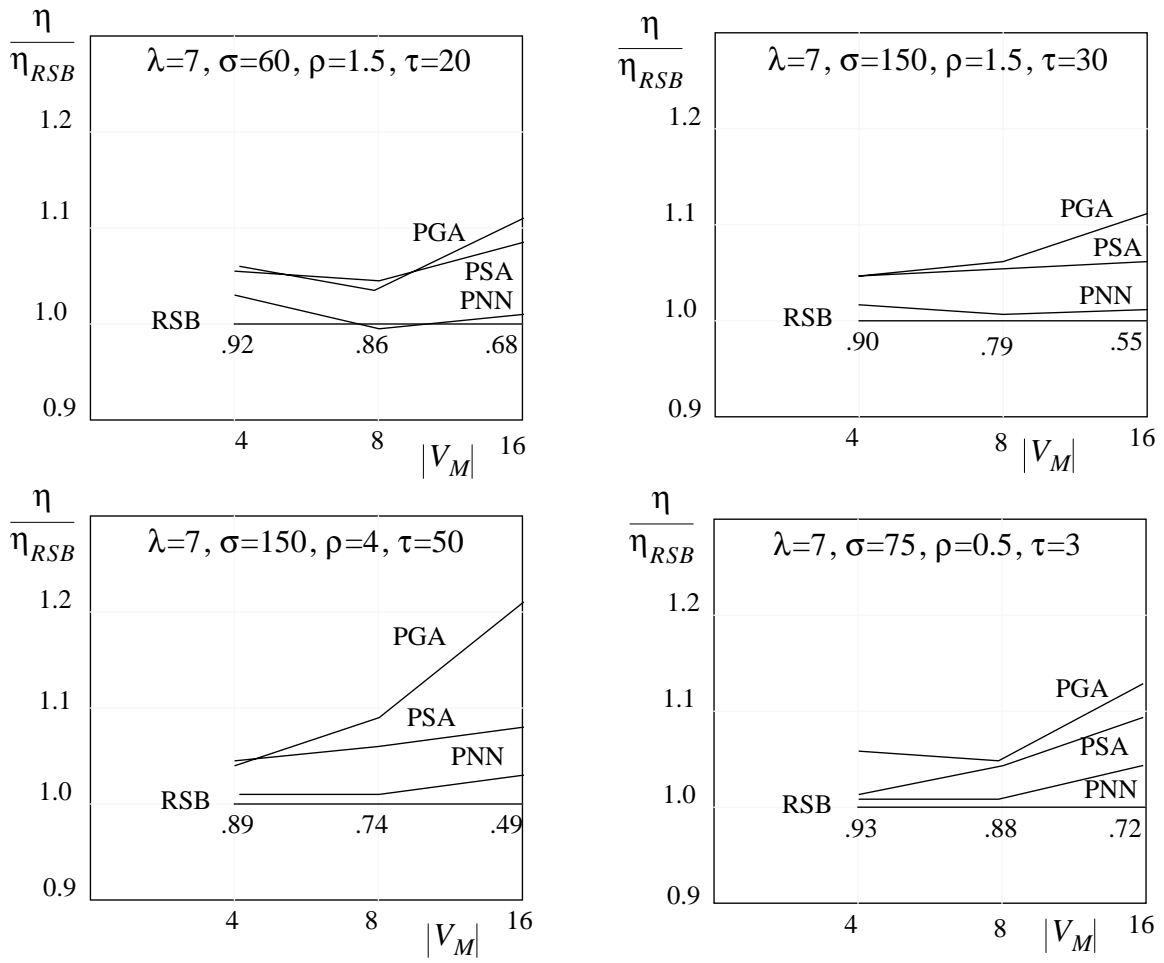 η
η_RSB
λ=7, σ=60, ρ=1.5, τ=20
1.2
1.1
PGA
PSA
PNN
1.0
RSB
.92
.86
.68
0.9
4
8
16
|V_M|
η
η_RSB
λ=7, σ=150, ρ=1.5, τ=30
1.2
1.1
PGA
PSA
PNN
1.0
RSB
.90
.79
.55
0.9
4
8
16
|V_M|
η
η_RSB
λ=7, σ=150, ρ=4, τ=50
1.2
PGA
1.1
PSA
PNN
1.0
RSB
.89
.74
.49
0.9
4
8
16
|V_M|
η
η_RSB
λ=7, σ=75, ρ=0.5, τ=3
1.2
1.1
PGA
PSA
PNN
1.0
RSB
.93
.88
.72
0.9
4
8
16
|V_M|